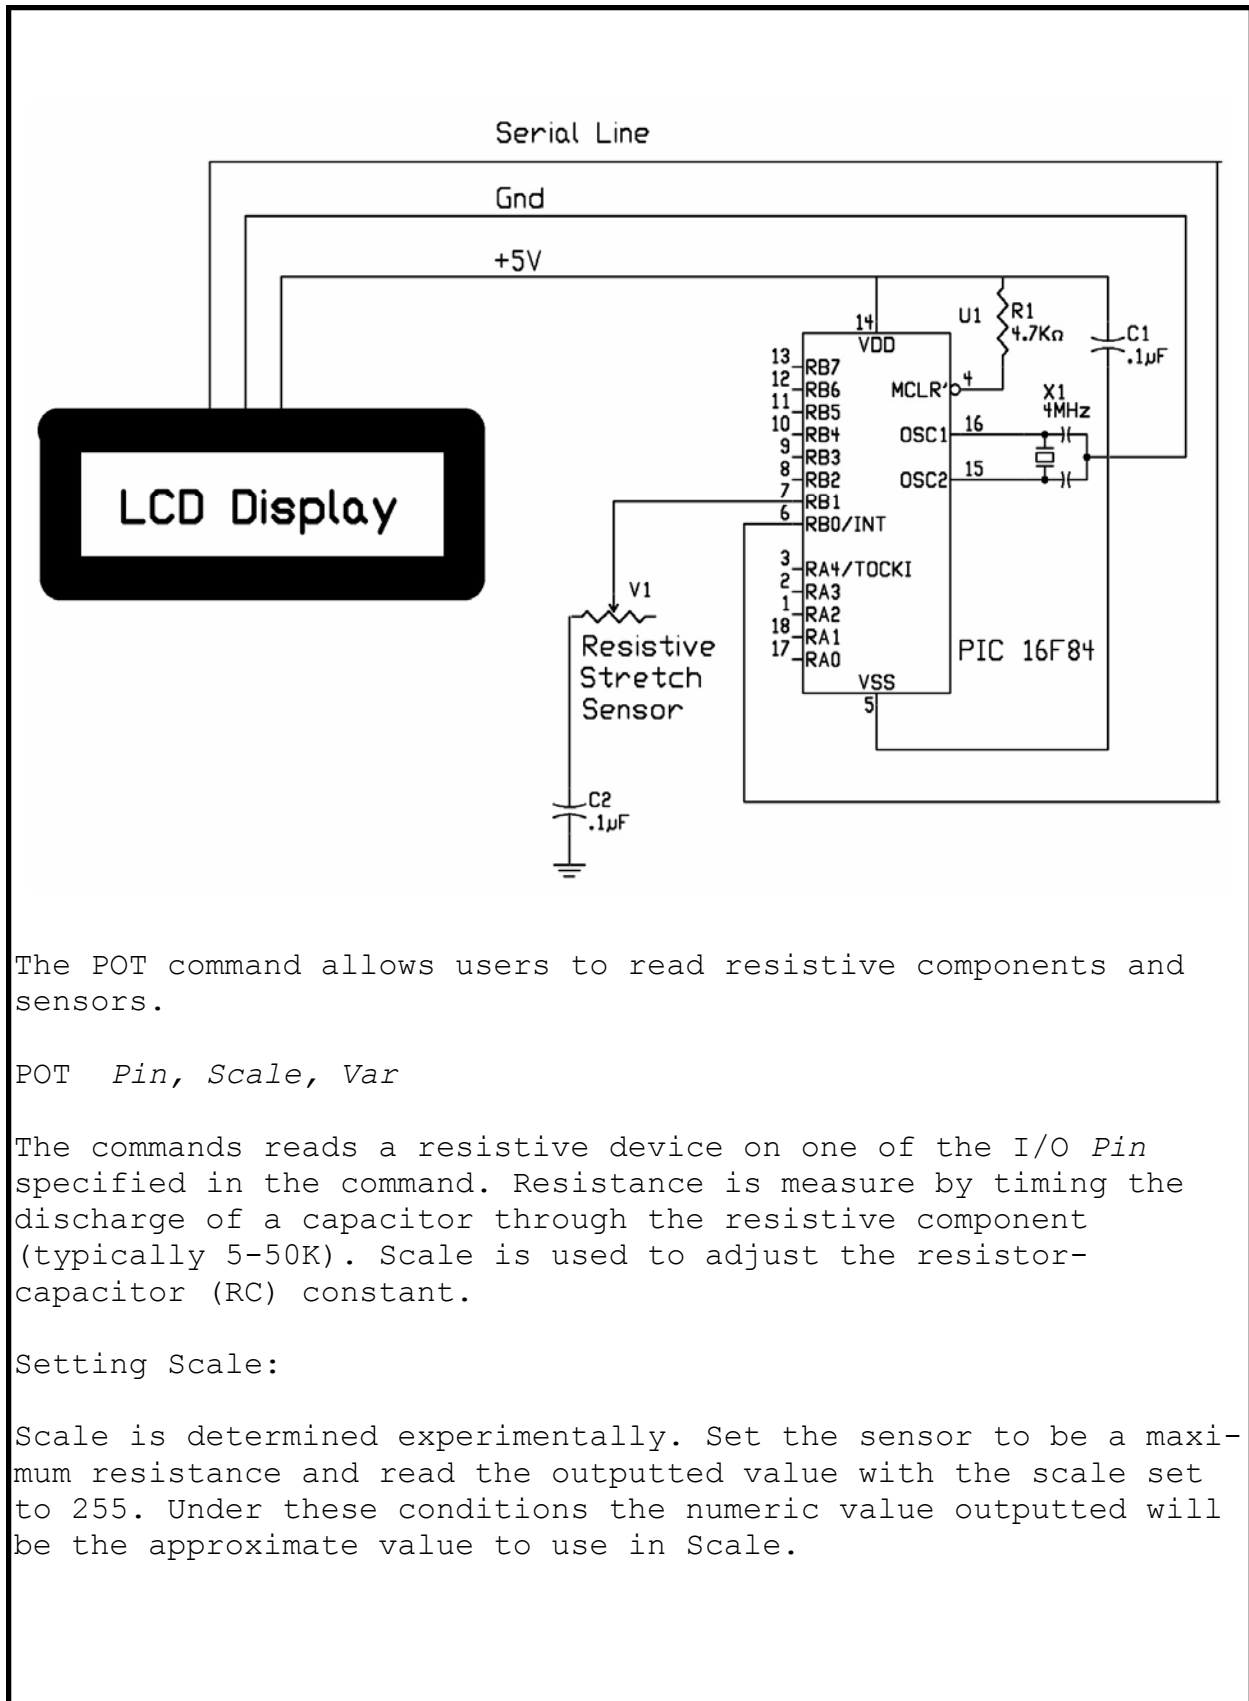 Serial Line
Gnd
+5V
14
VDD
U1
R1
4.7KΩ
C1
.1µF
13
RB7
12
RB6
11
RB5
10
RB4
9
RB3
8
RB2
7
RB1
6
RB0/INT
3
RA4/TOCKI
2
RA3
1
RA2
18
RA1
17
RA0
MCLR'
4
X1
4MHz
OSC1
16
OSC2
15
VSS
5
PIC 16F84
LCD Display
V1
Resistive
Stretch
Sensor
C2
.1µF
The POT command allows users to read resistive components and
sensors.
POT Pin, Scale, Var
The commands reads a resistive device on one of the I/O Pin
specified in the command. Resistance is measure by timing the
discharge of a capacitor through the resistive component
(typically 5-50K). Scale is used to adjust the resistor-
capacitor (RC) constant.
Setting Scale:
Scale is determined experimentally. Set the sensor to be a maxi-
mum resistance and read the outputted value with the scale set
to 255. Under these conditions the numeric value outputted will
be the approximate value to use in Scale.